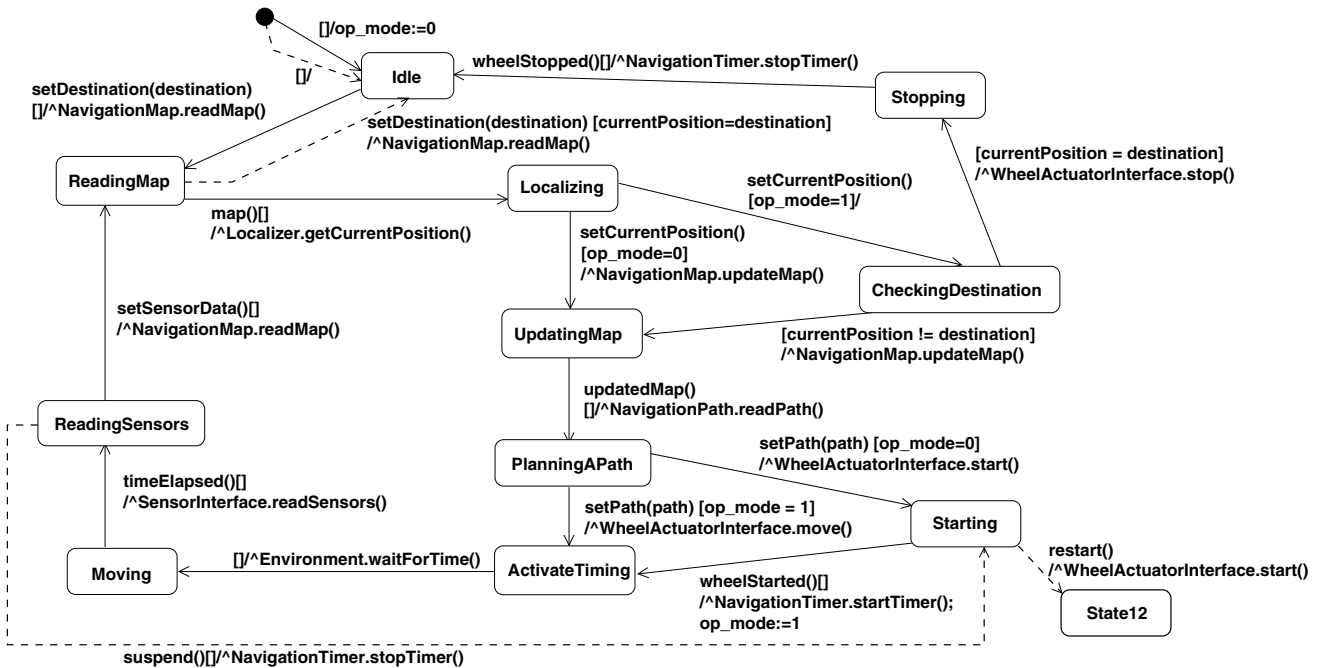 []/op_mode:=0
[]/
Idle
wheelStopped()[]/^NavigationTimer.stopTimer()
Stopping
setDestination(destination)
[]/^NavigationMap.readMap()
setDestination(destination) [currentPosition=destination]
/^NavigationMap.readMap()
ReadingMap
Localizing
[currentPosition = destination]
/^WheelActuatorInterface.stop()
setCurrentPosition()
[op_mode=1]/
map()[]
/^Localizer.getCurrentPosition()
setCurrentPosition()
[op_mode=0]
/^NavigationMap.updateMap()
CheckingDestination
setSensorData()[]
/^NavigationMap.readMap()
UpdatingMap
[currentPosition != destination]
/^NavigationMap.updateMap()
updatedMap()
[]/^NavigationPath.readPath()
ReadingSensors
PlanningAPath
setPath(path) [op_mode=0]
/^WheelActuatorInterface.start()
timeElapsed()[]
/^SensorInterface.readSensors()
setPath(path) [op_mode = 1]
/^WheelActuatorInterface.move()
Starting
Moving
[]/^Environment.waitForTime()
ActivateTiming
restart()
/^WheelActuatorInterface.start()
wheelStarted()[]
/^NavigationTimer.startTimer();
op_mode:=1
State12
suspend()[]/^NavigationTimer.stopTimer()